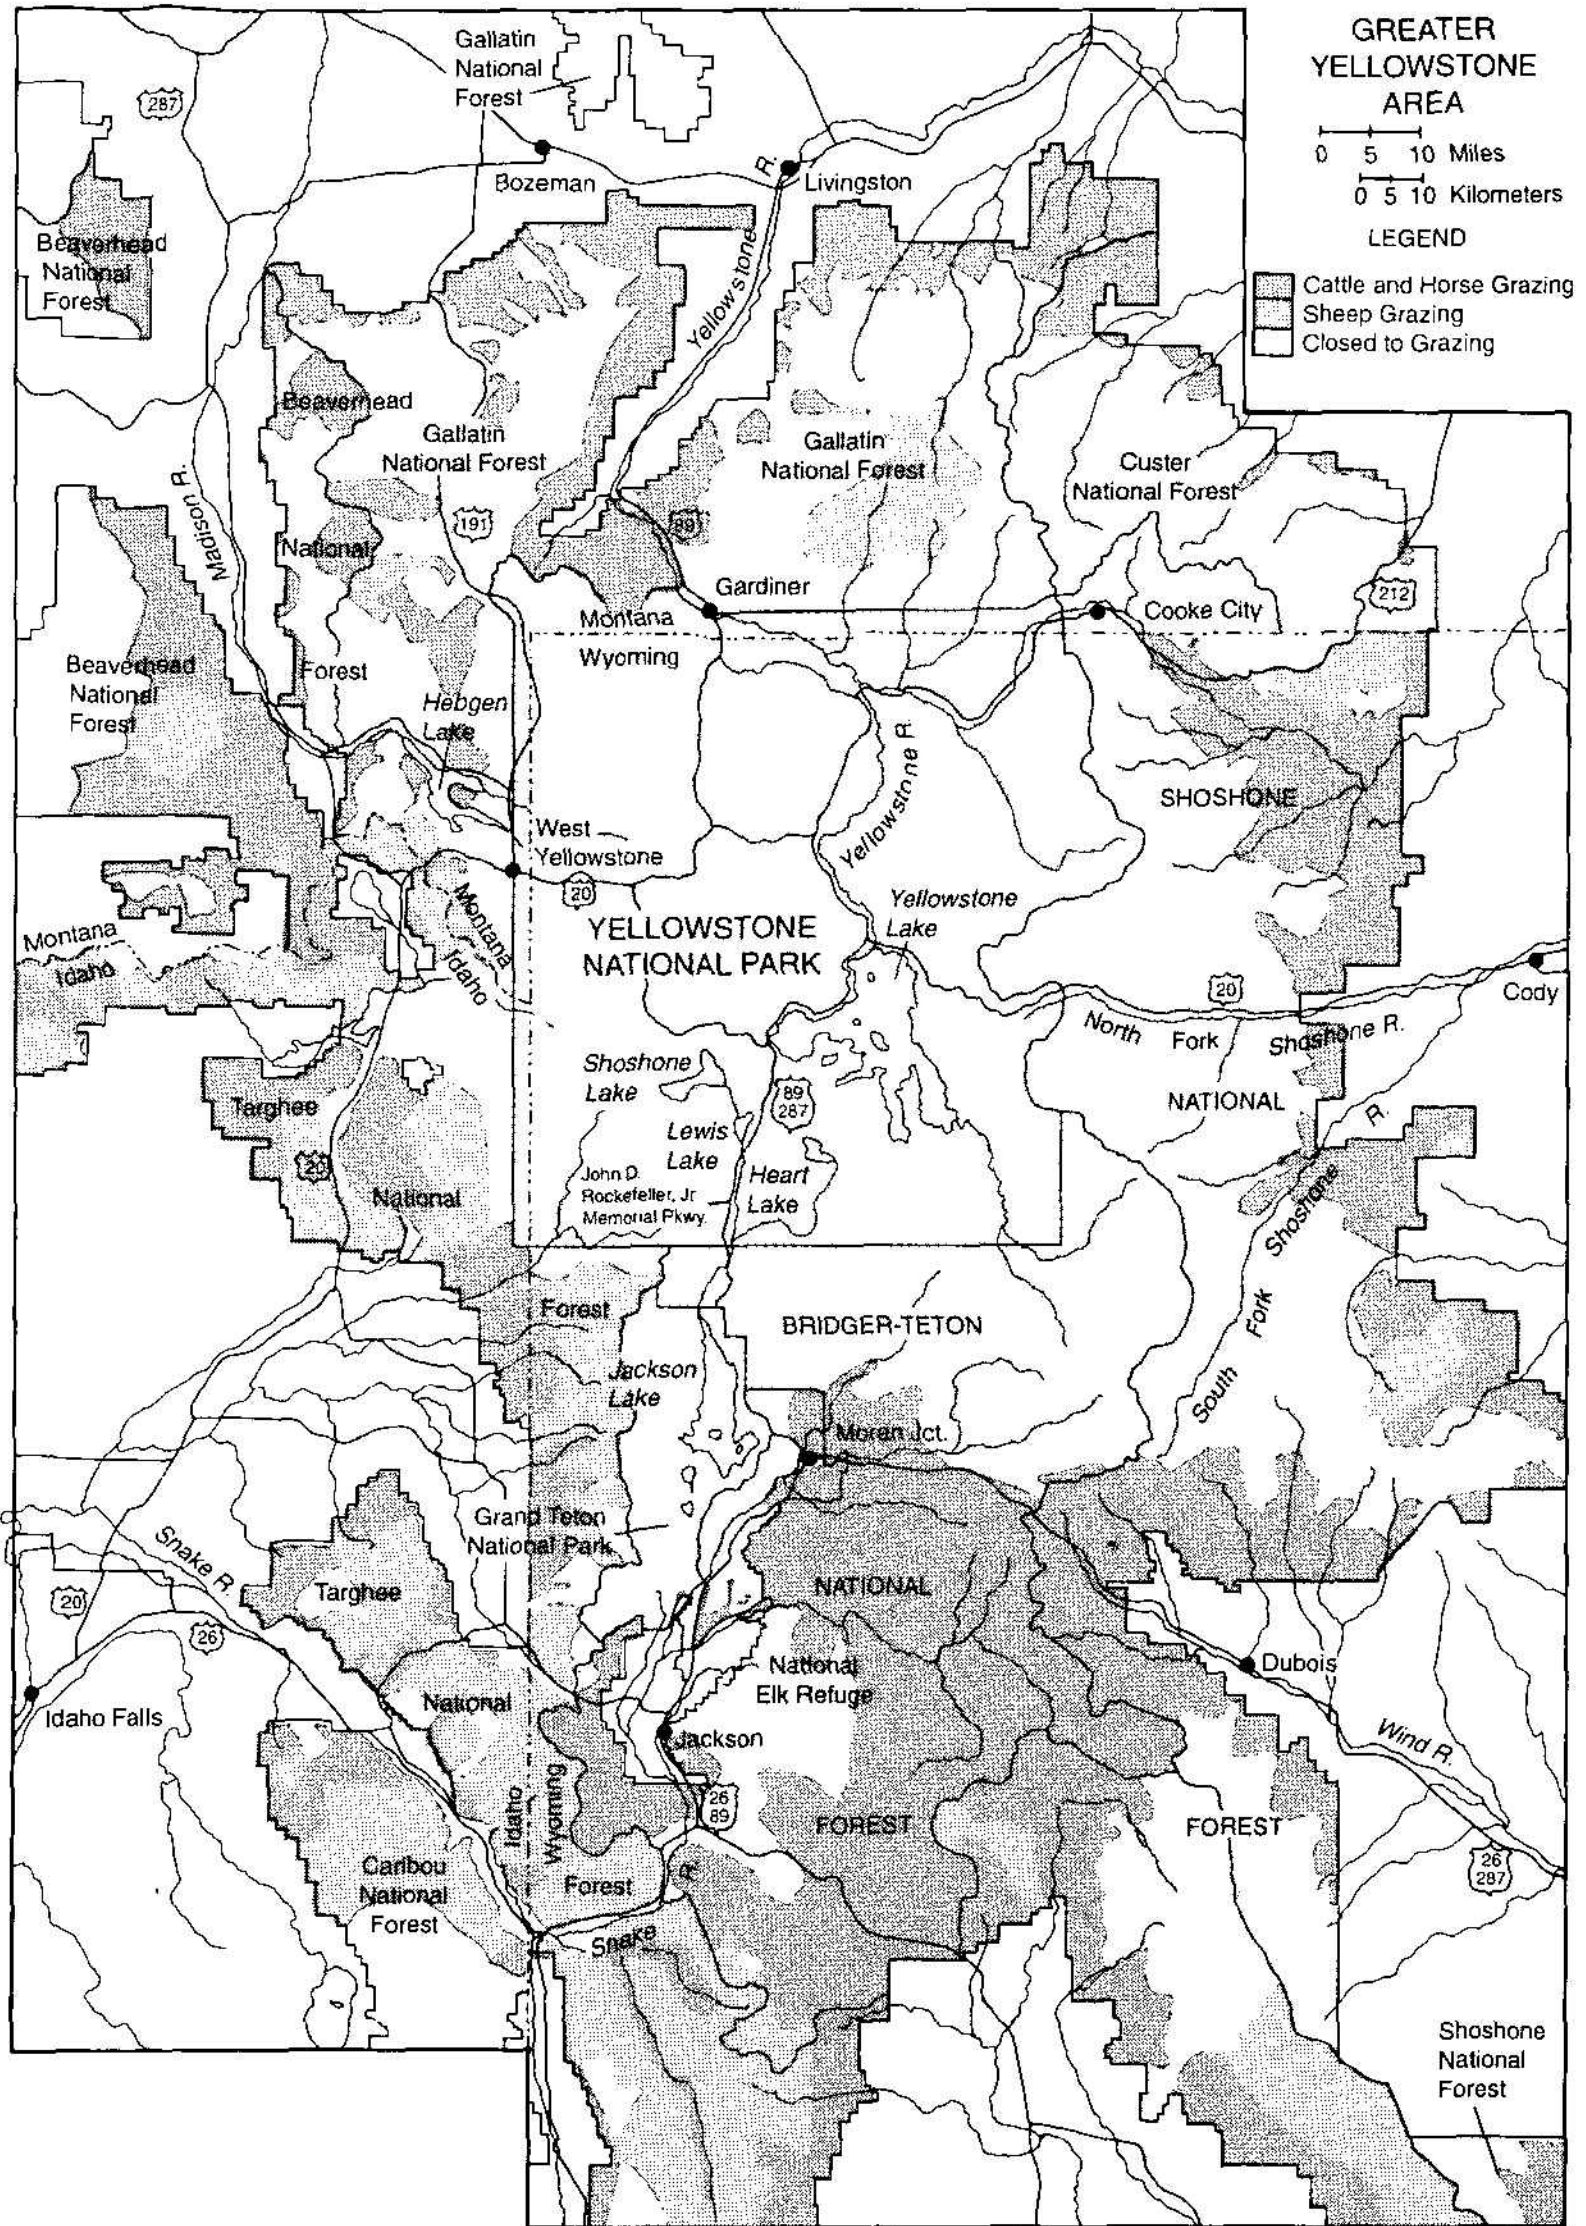 GREATER
YELLOWSTONE
AREA
0 5 10 Miles
0 5 10 Kilometers
LEGEND
Cattle and Horse Grazing
Sheep Grazing
Closed to Grazing
Gallatin
National
Forest
287
Bozeman
R.
Livingston
Yellowstone
Beaverhead
National
Forest
Beaverhead
National
Forest
Gallatin
National Forest
Gallatin
National Forest
Custer
National Forest
Madison R.
191
89
Gardiner
Cooke City
212
Montana
Wyoming
Beaverhead
National
Forest
Hebgen
Lake
Yellowstone R.
SHOSHONE
West
Yellowstone
20
Yellowstone
Lake
YELLOWSTONE
NATIONAL PARK
Montana
Idaho
Montana
Idaho
20
Cody
North Fork Shoshone R.
Shoshone
Lake
89
287
NATIONAL
Targhee
20
National
Forest
Lewis
Lake
Heart
Lake
John D.
Rockefeller, Jr
Memorial Pkwy.
South Fork Shoshone R.
BRIDGER-TETON
Jackson
Lake
Moran Jct.
Grand Teton
National Park
Snake R.
20
26
Targhee
National
Forest
NATIONAL
FOREST
National
Elk Refuge
Dubois
Idaho Falls
Jackson
Wind R.
26
89
Idaho
Wyoming
FOREST
26
287
Caribou
National
Forest
Snake
R.
Shoshone
National
Forest